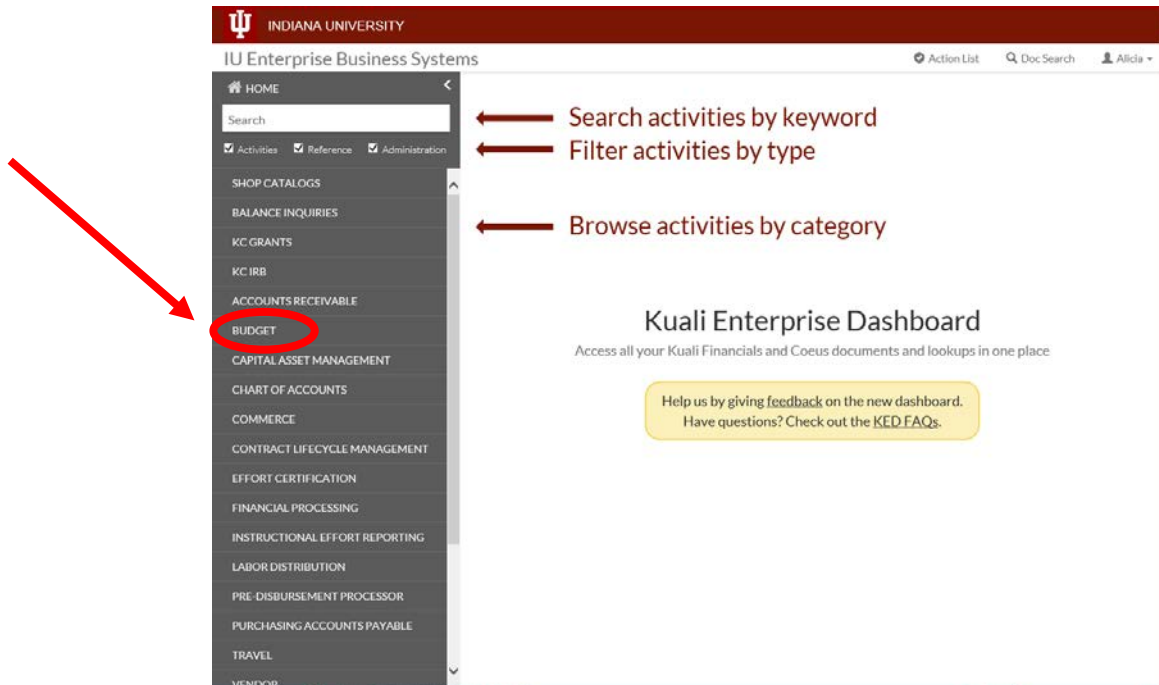 INDIANA UNIVERSITY
IU Enterprise Business Systems
Action List Doc Search Alicia
HOME
Search
Activities Reference Administration
Search activities by keyword
Filter activities by type
Browse activities by category
SHOP CATALOGS
BALANCE INQUIRIES
KC GRANTS
KC IRB
ACCOUNTS RECEIVABLE
BUDGET
CAPITAL ASSET MANAGEMENT
CHART OF ACCOUNTS
COMMERCE
CONTRACT LIFECYCLE MANAGEMENT
EFFORT CERTIFICATION
FINANCIAL PROCESSING
INSTRUCTIONAL EFFORT REPORTING
LABOR DISTRIBUTION
PRE-DISBURSEMENT PROCESSOR
PURCHASING ACCOUNTS PAYABLE
TRAVEL
VENDOR
Kuali Enterprise Dashboard
Access all your Kuali Financials and Coeus documents and lookups in one place
Help us by giving feedback on the new dashboard.
Have questions? Check out the KED FAQs.